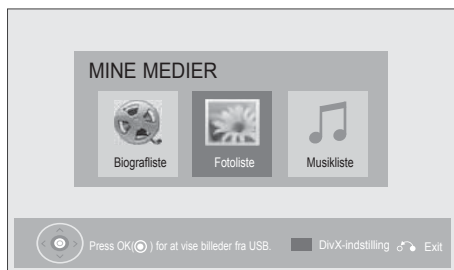 MINE MEDIER
Biografliste Fotoliste Musikliste
Press OK( ) for at vise billeder fra USB. DivX-indstilling Exit